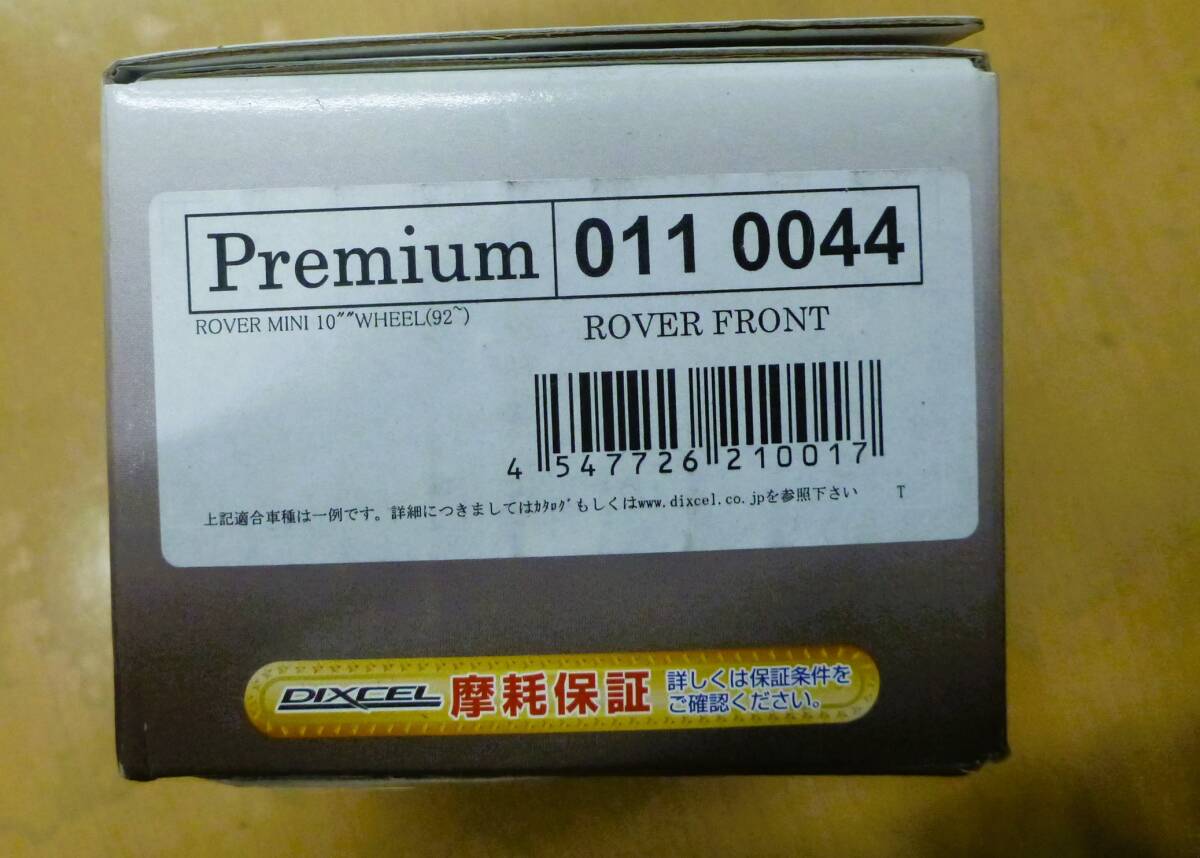 Premium 011 0044
ROVER MINI 10″″WHEEL(92~)
ROVER FRONT
4 547726 210017
上記適合車種は一例です。詳細につきましてはｶﾀﾛｸﾞもしくはwww.dixcel.co.jpを参照下さい T
DIXCEL 摩耗保証
詳しくは保証条件を
ご確認ください。